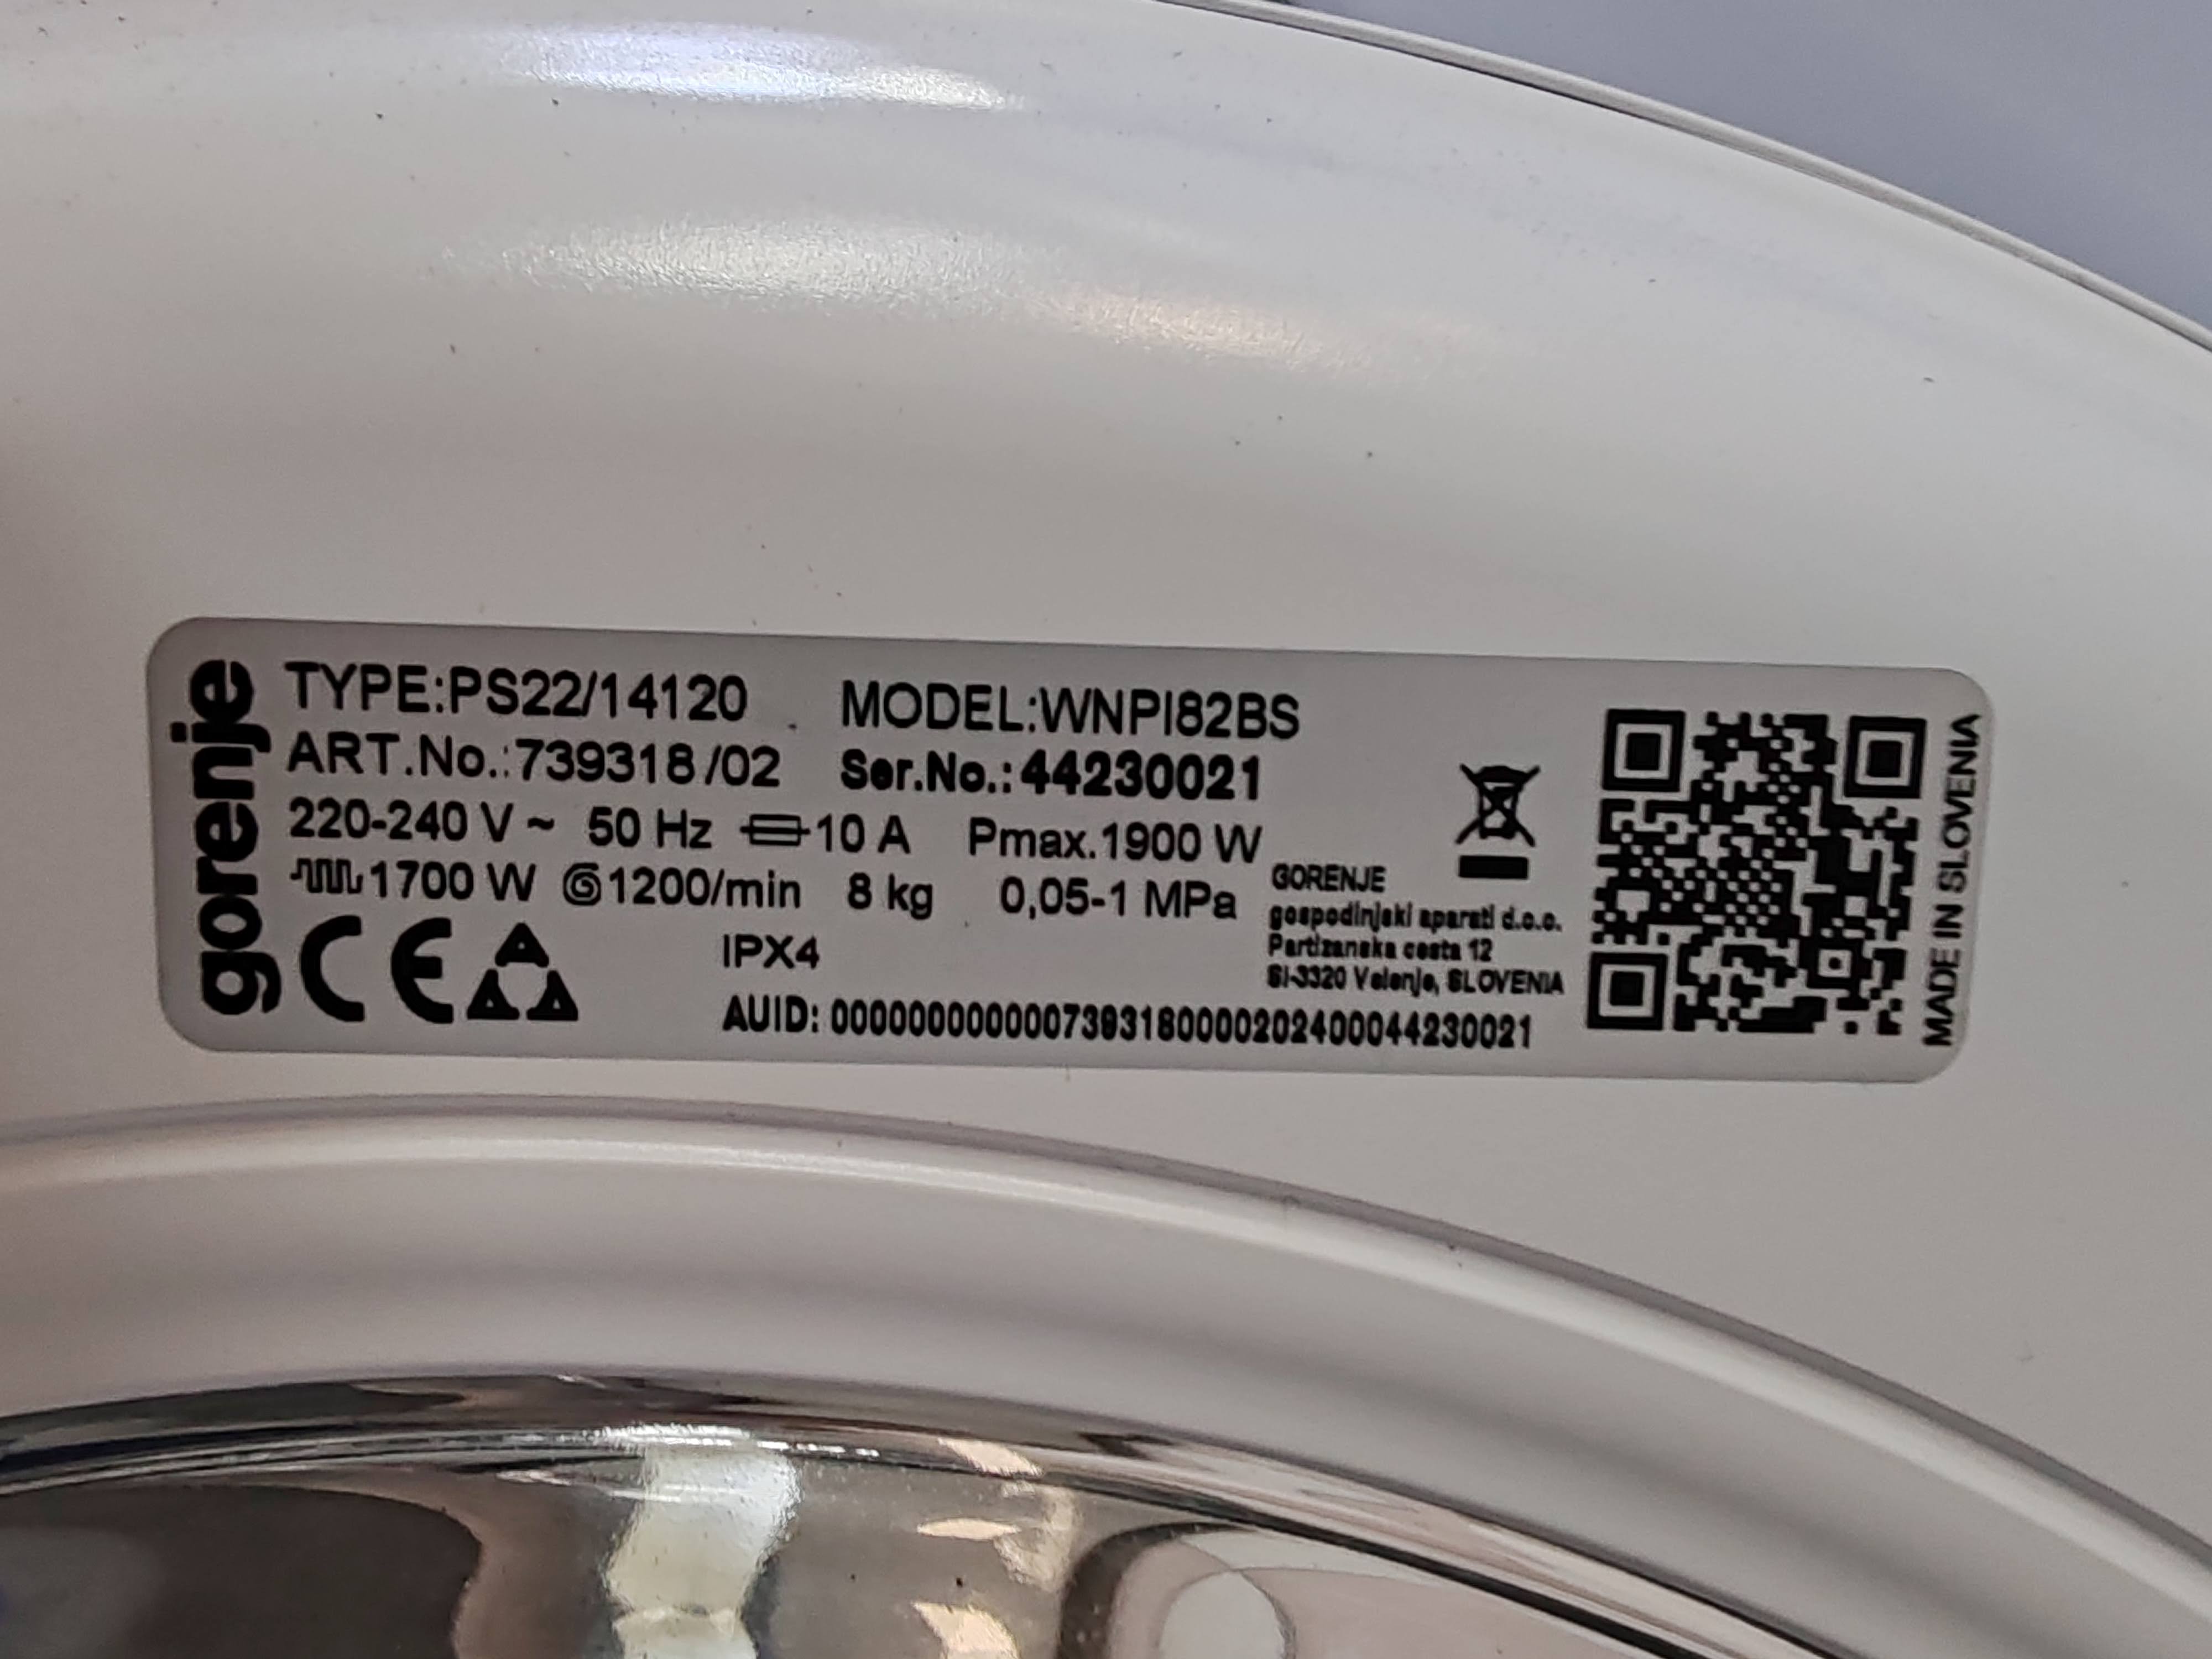 gorenje
TYPE:PS22/14120 MODEL:WNPI82BS
ART.No.:739318/02 Ser.No.:44230021
220-240 V ~ 50 Hz 10 A Pmax.1900 W
1700 W 1200/min 8 kg 0,05-1 MPa
CE
IPX4
AUID: 0000000000007393180000202400044230021
GORENJE
gospodinjski aparati d.o.o.
Partizanska cesta 12
SI-3320 Velenje, SLOVENIA
MADE IN SLOVENIA